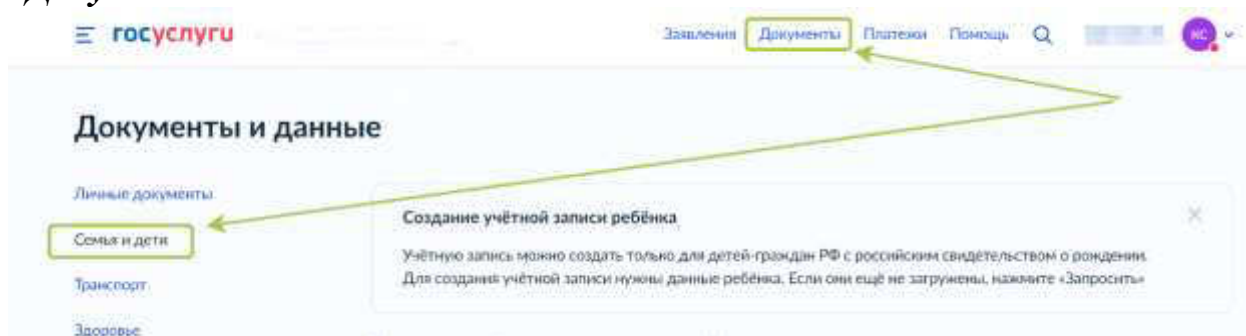 госуслуги
Заявления Документы Платежи Помощь КС
Документы и данные
Личные документы
Семья и дети
Транспорт
Здоровье
Создание учётной записи ребёнка
Учётную запись можно создать только для детей-граждан РФ с российским свидетельством о рождении.
Для создания учётной записи нужны данные ребёнка. Если они ещё не загружены, нажмите «Запросить»